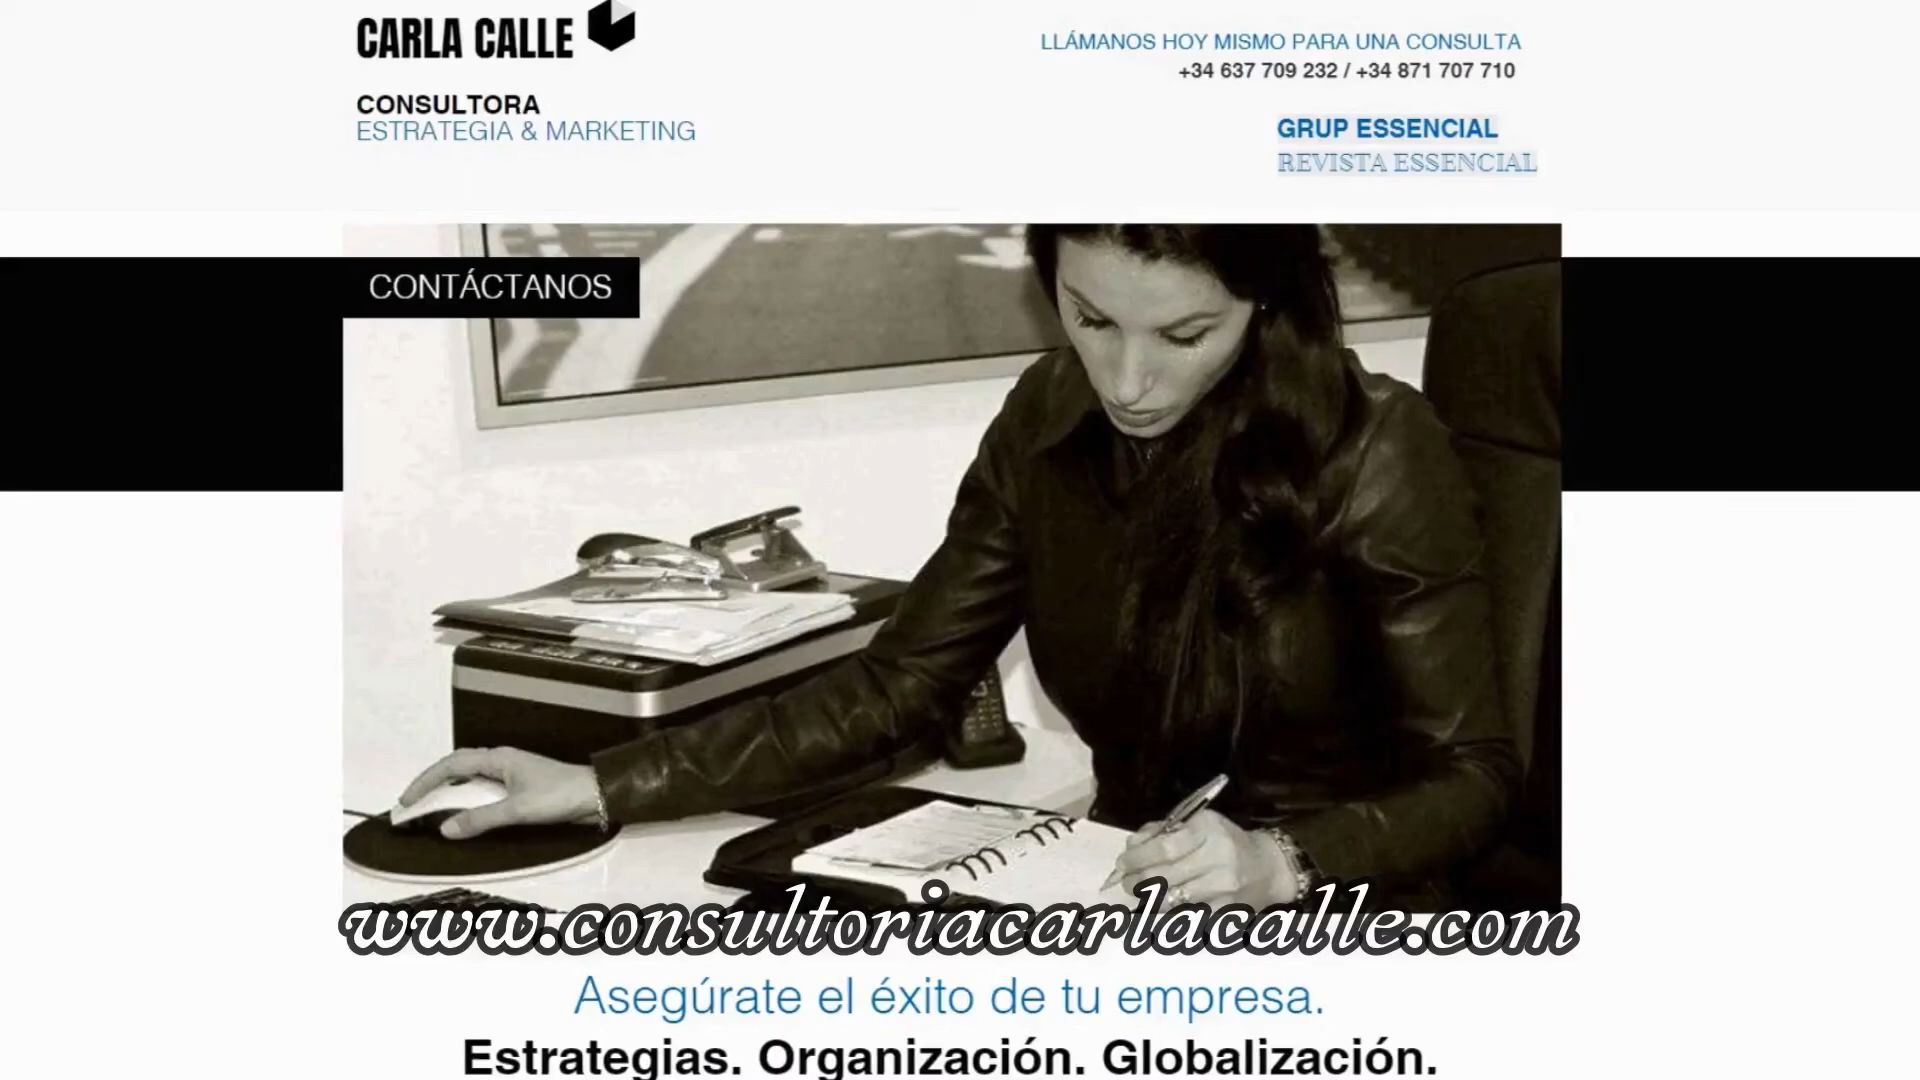 CARLA CALLE
CONSULTORA
ESTRATEGIA & MARKETING
LLÁMANOS HOY MISMO PARA UNA CONSULTA
+34 637 709 232 / +34 871 707 710
GRUP ESSENCIAL
REVISTA ESSENCIAL
CONTÁCTANOS
www.consultoriacarlacalle.com
Asegúrate el éxito de tu empresa.
Estrategias. Organización. Globalización.